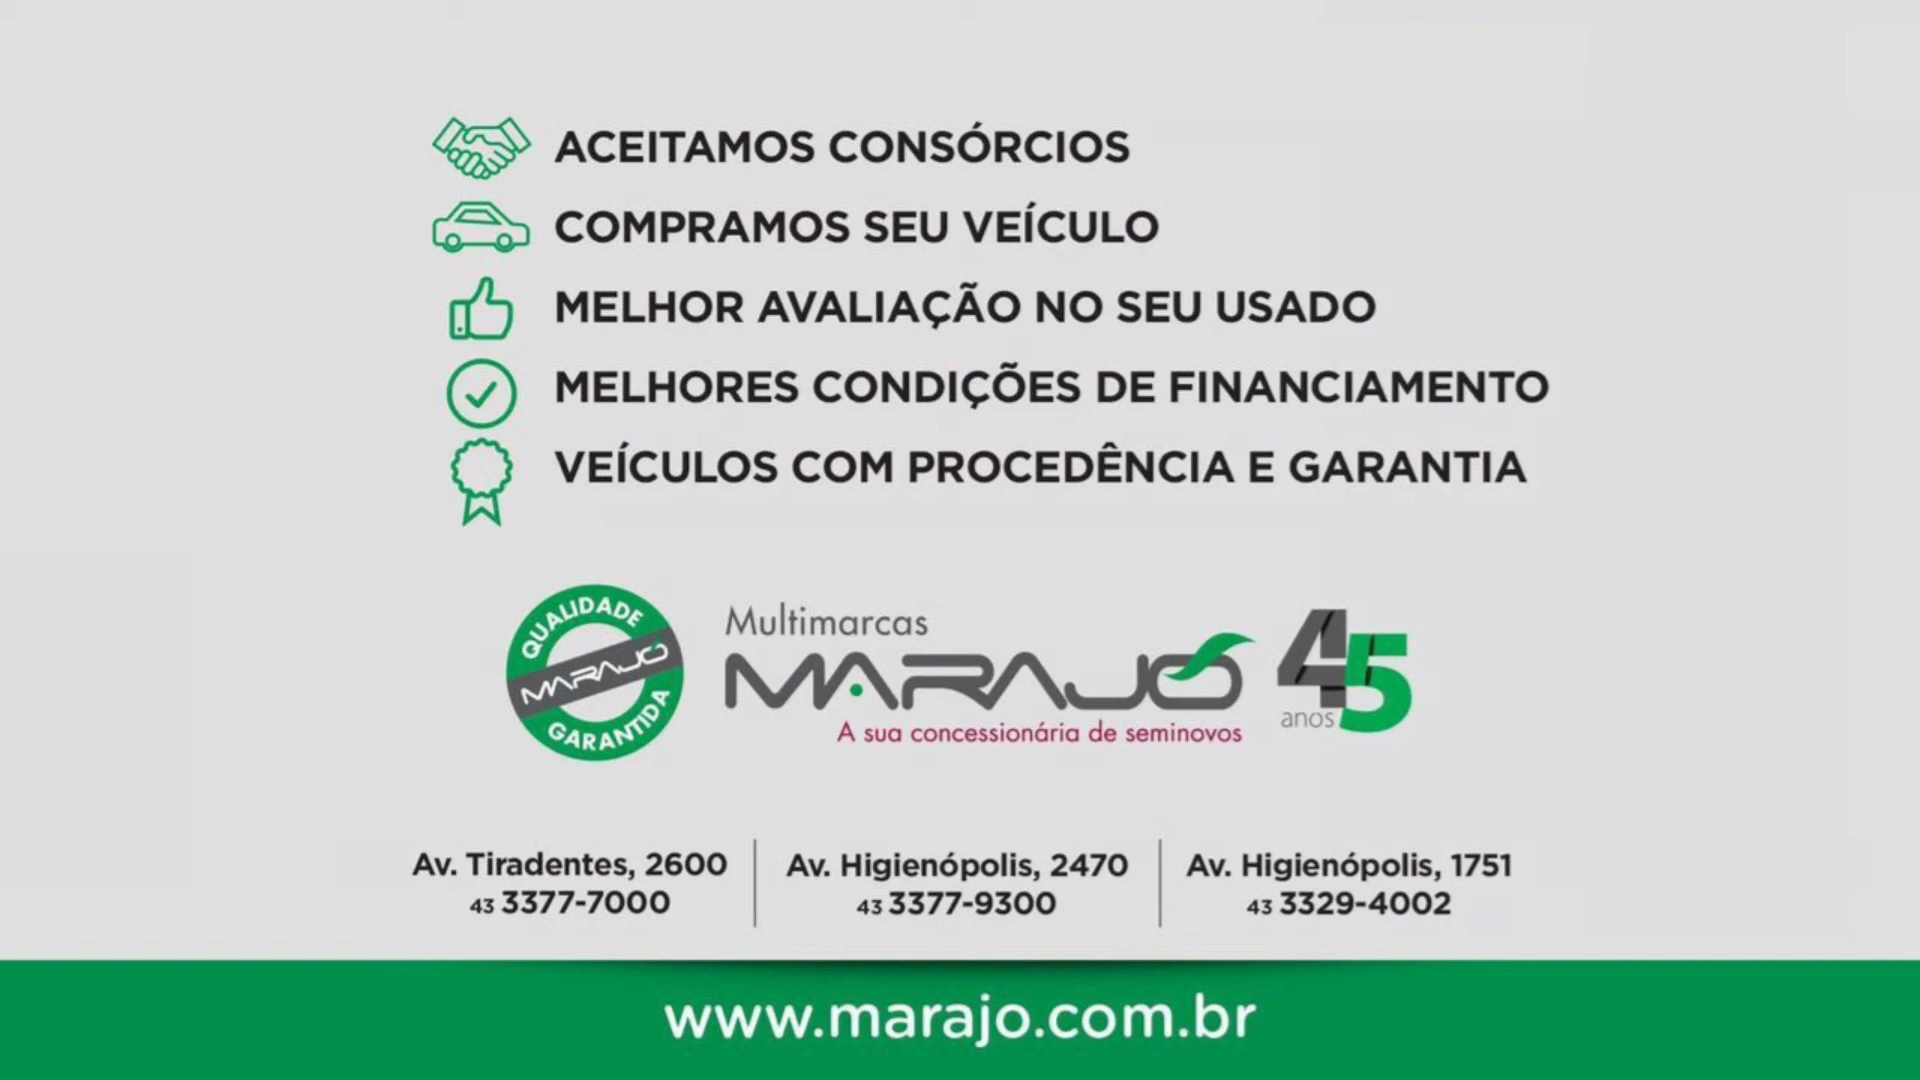 ACEITAMOS CONSÓRCIOS
COMPRAMOS SEU VEÍCULO
MELHOR AVALIAÇÃO NO SEU USADO
MELHORES CONDIÇÕES DE FINANCIAMENTO
VEÍCULOS COM PROCEDÊNCIA E GARANTIA
QUALIDADE
MARAJÓ
GARANTIDA
Multimarcas
MARAJÓ
A sua concessionária de seminovos
45
anos
Av. Tiradentes, 2600
43 3377-7000
Av. Higienópolis, 2470
43 3377-9300
Av. Higienópolis, 1751
43 3329-4002
www.marajo.com.br